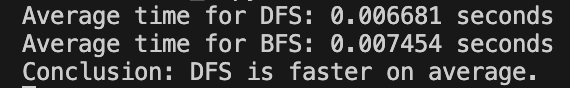 Average time for DFS: 0.006681 seconds
Average time for BFS: 0.007454 seconds
Conclusion: DFS is faster on average.